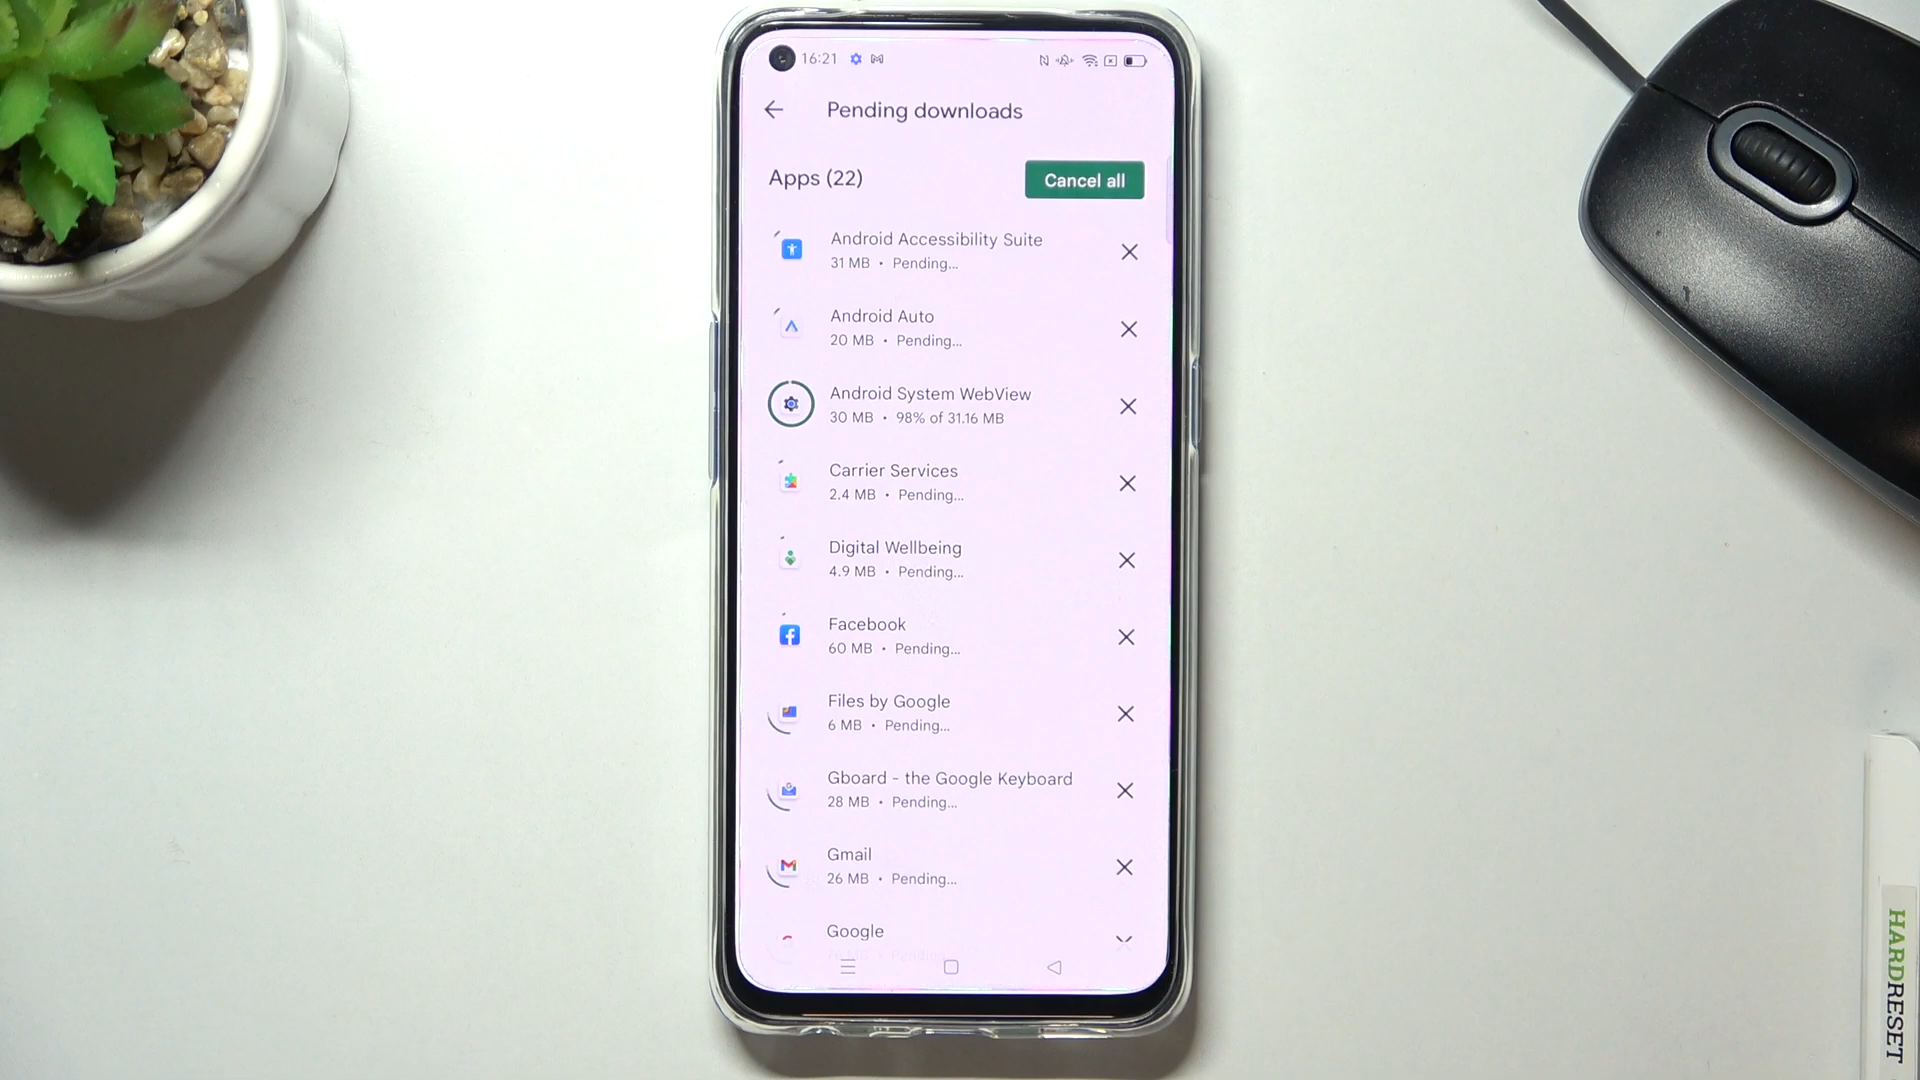 16:21
Pending downloads
Apps (22)
Cancel all
Android Accessibility Suite
31 MB • Pending...
Android Auto
20 MB • Pending...
Android System WebView
30 MB • 98% of 31.16 MB
Carrier Services
2.4 MB • Pending...
Digital Wellbeing
4.9 MB • Pending...
Facebook
60 MB • Pending...
Files by Google
6 MB • Pending...
Gboard - the Google Keyboard
28 MB • Pending...
Gmail
26 MB • Pending...
Google
HARDRESET